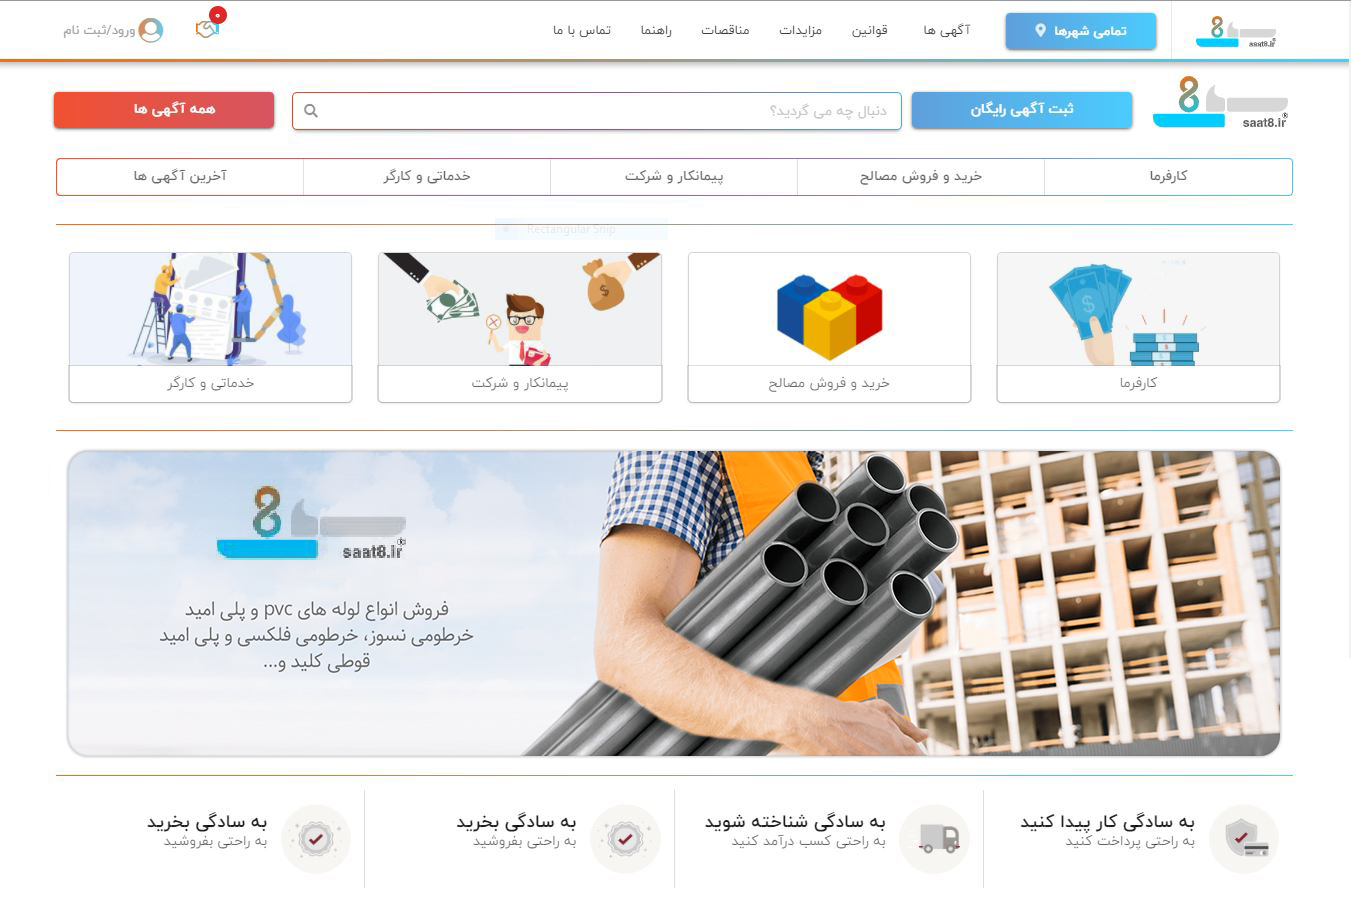 saat8.ir
تمامی شهرها
آگهی ها
قوانین
مزایدات
مناقصات
راهنما
تماس با ما
۰
ورود/ثبت نام
saat8.ir
ثبت آگهی رایگان
دنبال چه می گردید؟
همه آگهی ها
کارفرما
خرید و فروش مصالح
پیمانکار و شرکت
خدماتی و کارگر
آخرین آگهی ها
Rectangular Snip
کارفرما
خرید و فروش مصالح
پیمانکار و شرکت
خدماتی و کارگر
saat8.ir
فروش انواع لوله های pvc و پلی امید
خرطومی نسوز، خرطومی فلکسی و پلی امید
قوطی کلید و...
به سادگی کار پیدا کنید
به راحتی پرداخت کنید
به سادگی شناخته شوید
به راحتی کسب درآمد کنید
به سادگی بخرید
به راحتی بفروشید
به سادگی بخرید
به راحتی بفروشید